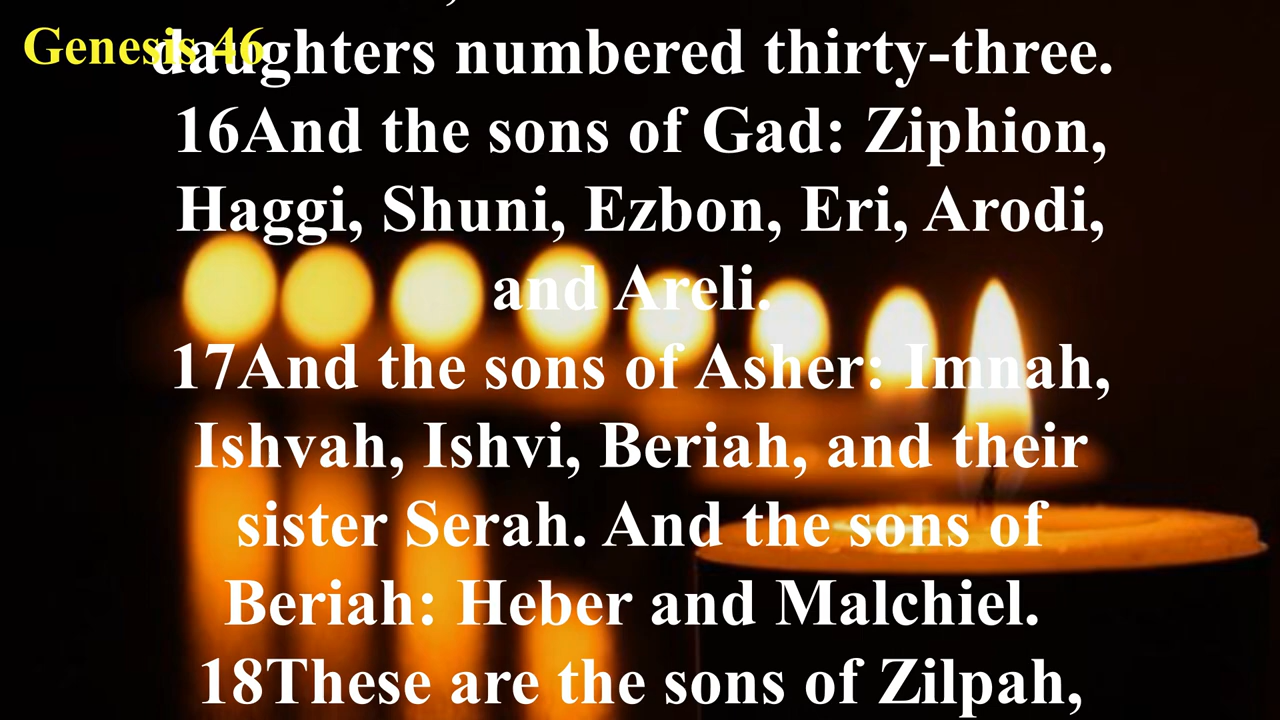 Genesis 46
daughters numbered thirty-three.
16And the sons of Gad: Ziphion,
Haggi, Shuni, Ezbon, Eri, Arodi,
and Areli.
17And the sons of Asher: Imnah,
Ishvah, Ishvi, Beriah, and their
sister Serah. And the sons of
Beriah: Heber and Malchiel.
18These are the sons of Zilpah,